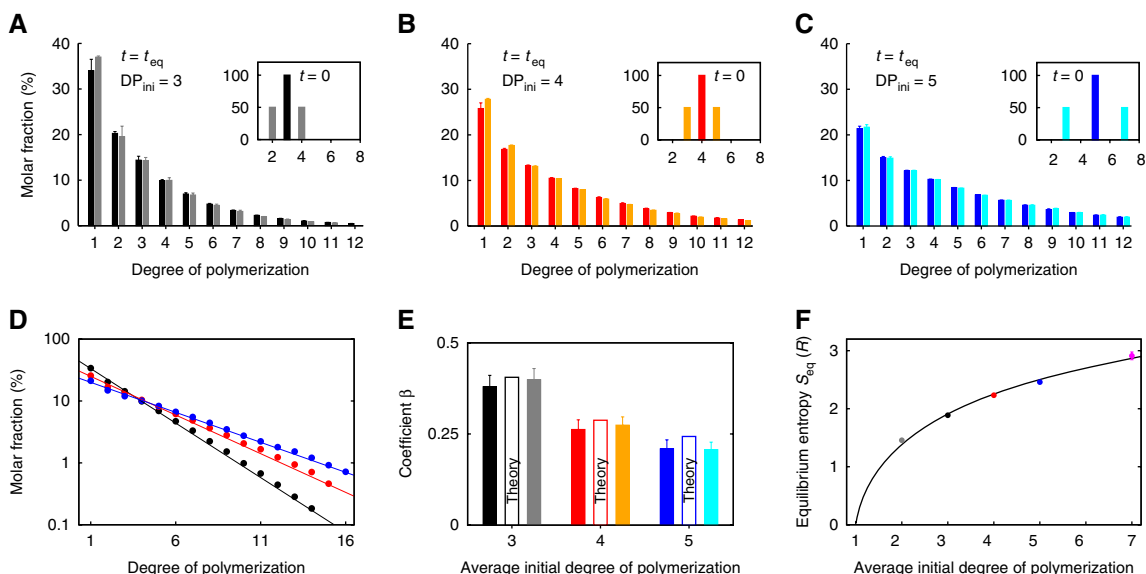 A
Molar fraction (%)
40
30
20
10
0
t = t_eq
DP_ini = 3
t = 0
100
50
0
2 4 6 8
1 2 3 4 5 6 7 8 9 10 11 12
Degree of polymerization
B
40
30
20
10
0
t = t_eq
DP_ini = 4
t = 0
100
50
0
2 4 6 8
1 2 3 4 5 6 7 8 9 10 11 12
Degree of polymerization
C
40
30
20
10
0
t = t_eq
DP_ini = 5
t = 0
100
50
0
2 4 6 8
1 2 3 4 5 6 7 8 9 10 11 12
Degree of polymerization
D
Molar fraction (%)
100
10
1
0.1
1 6 11 16
Degree of polymerization
E
Coefficient β
0.5
0.25
0
Theory
Theory
Theory
3 4 5
Average initial degree of polymerization
F
Equilibrium entropy S_eq (R)
3
2
1
0
1 2 3 4 5 6 7
Average initial degree of polymerization